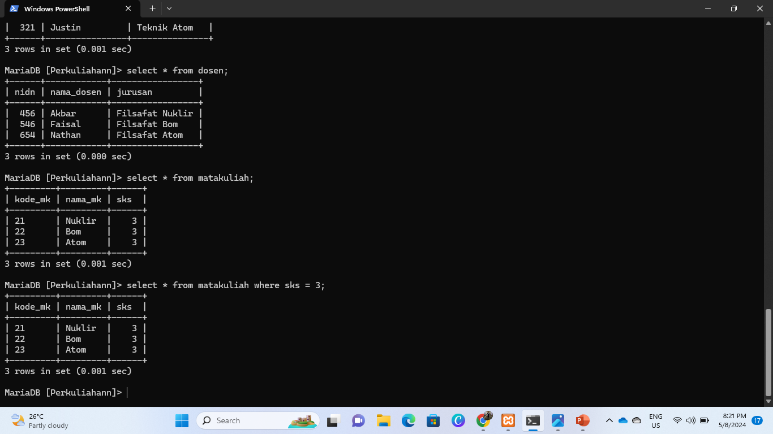 Windows PowerShell
|  321 | Justin         | Teknik Atom   |
+------+----------------+---------------+
3 rows in set (0.001 sec)
MariaDB [Perkuliahann]> select * from dosen;
+------+------------+-----------------+
| nidn | nama_dosen | jurusan         |
+------+------------+-----------------+
|  456 | Akbar      | Filsafat Nuklir |
|  546 | Faisal     | Filsafat Bom    |
|  654 | Nathan     | Filsafat Atom   |
+------+------------+-----------------+
3 rows in set (0.000 sec)
MariaDB [Perkuliahann]> select * from matakuliah;
+---------+---------+------+
| kode_mk | nama_mk | sks  |
+---------+---------+------+
| 21      | Nuklir  |    3 |
| 22      | Bom     |    3 |
| 23      | Atom    |    3 |
+---------+---------+------+
3 rows in set (0.001 sec)
MariaDB [Perkuliahann]> select * from matakuliah where sks = 3;
+---------+---------+------+
| kode_mk | nama_mk | sks  |
+---------+---------+------+
| 21      | Nuklir  |    3 |
| 22      | Bom     |    3 |
| 23      | Atom    |    3 |
+---------+---------+------+
3 rows in set (0.001 sec)
MariaDB [Perkuliahann]>
26°C
Partly cloudy
Search
ENG
US
8:21 PM
5/8/2024
17